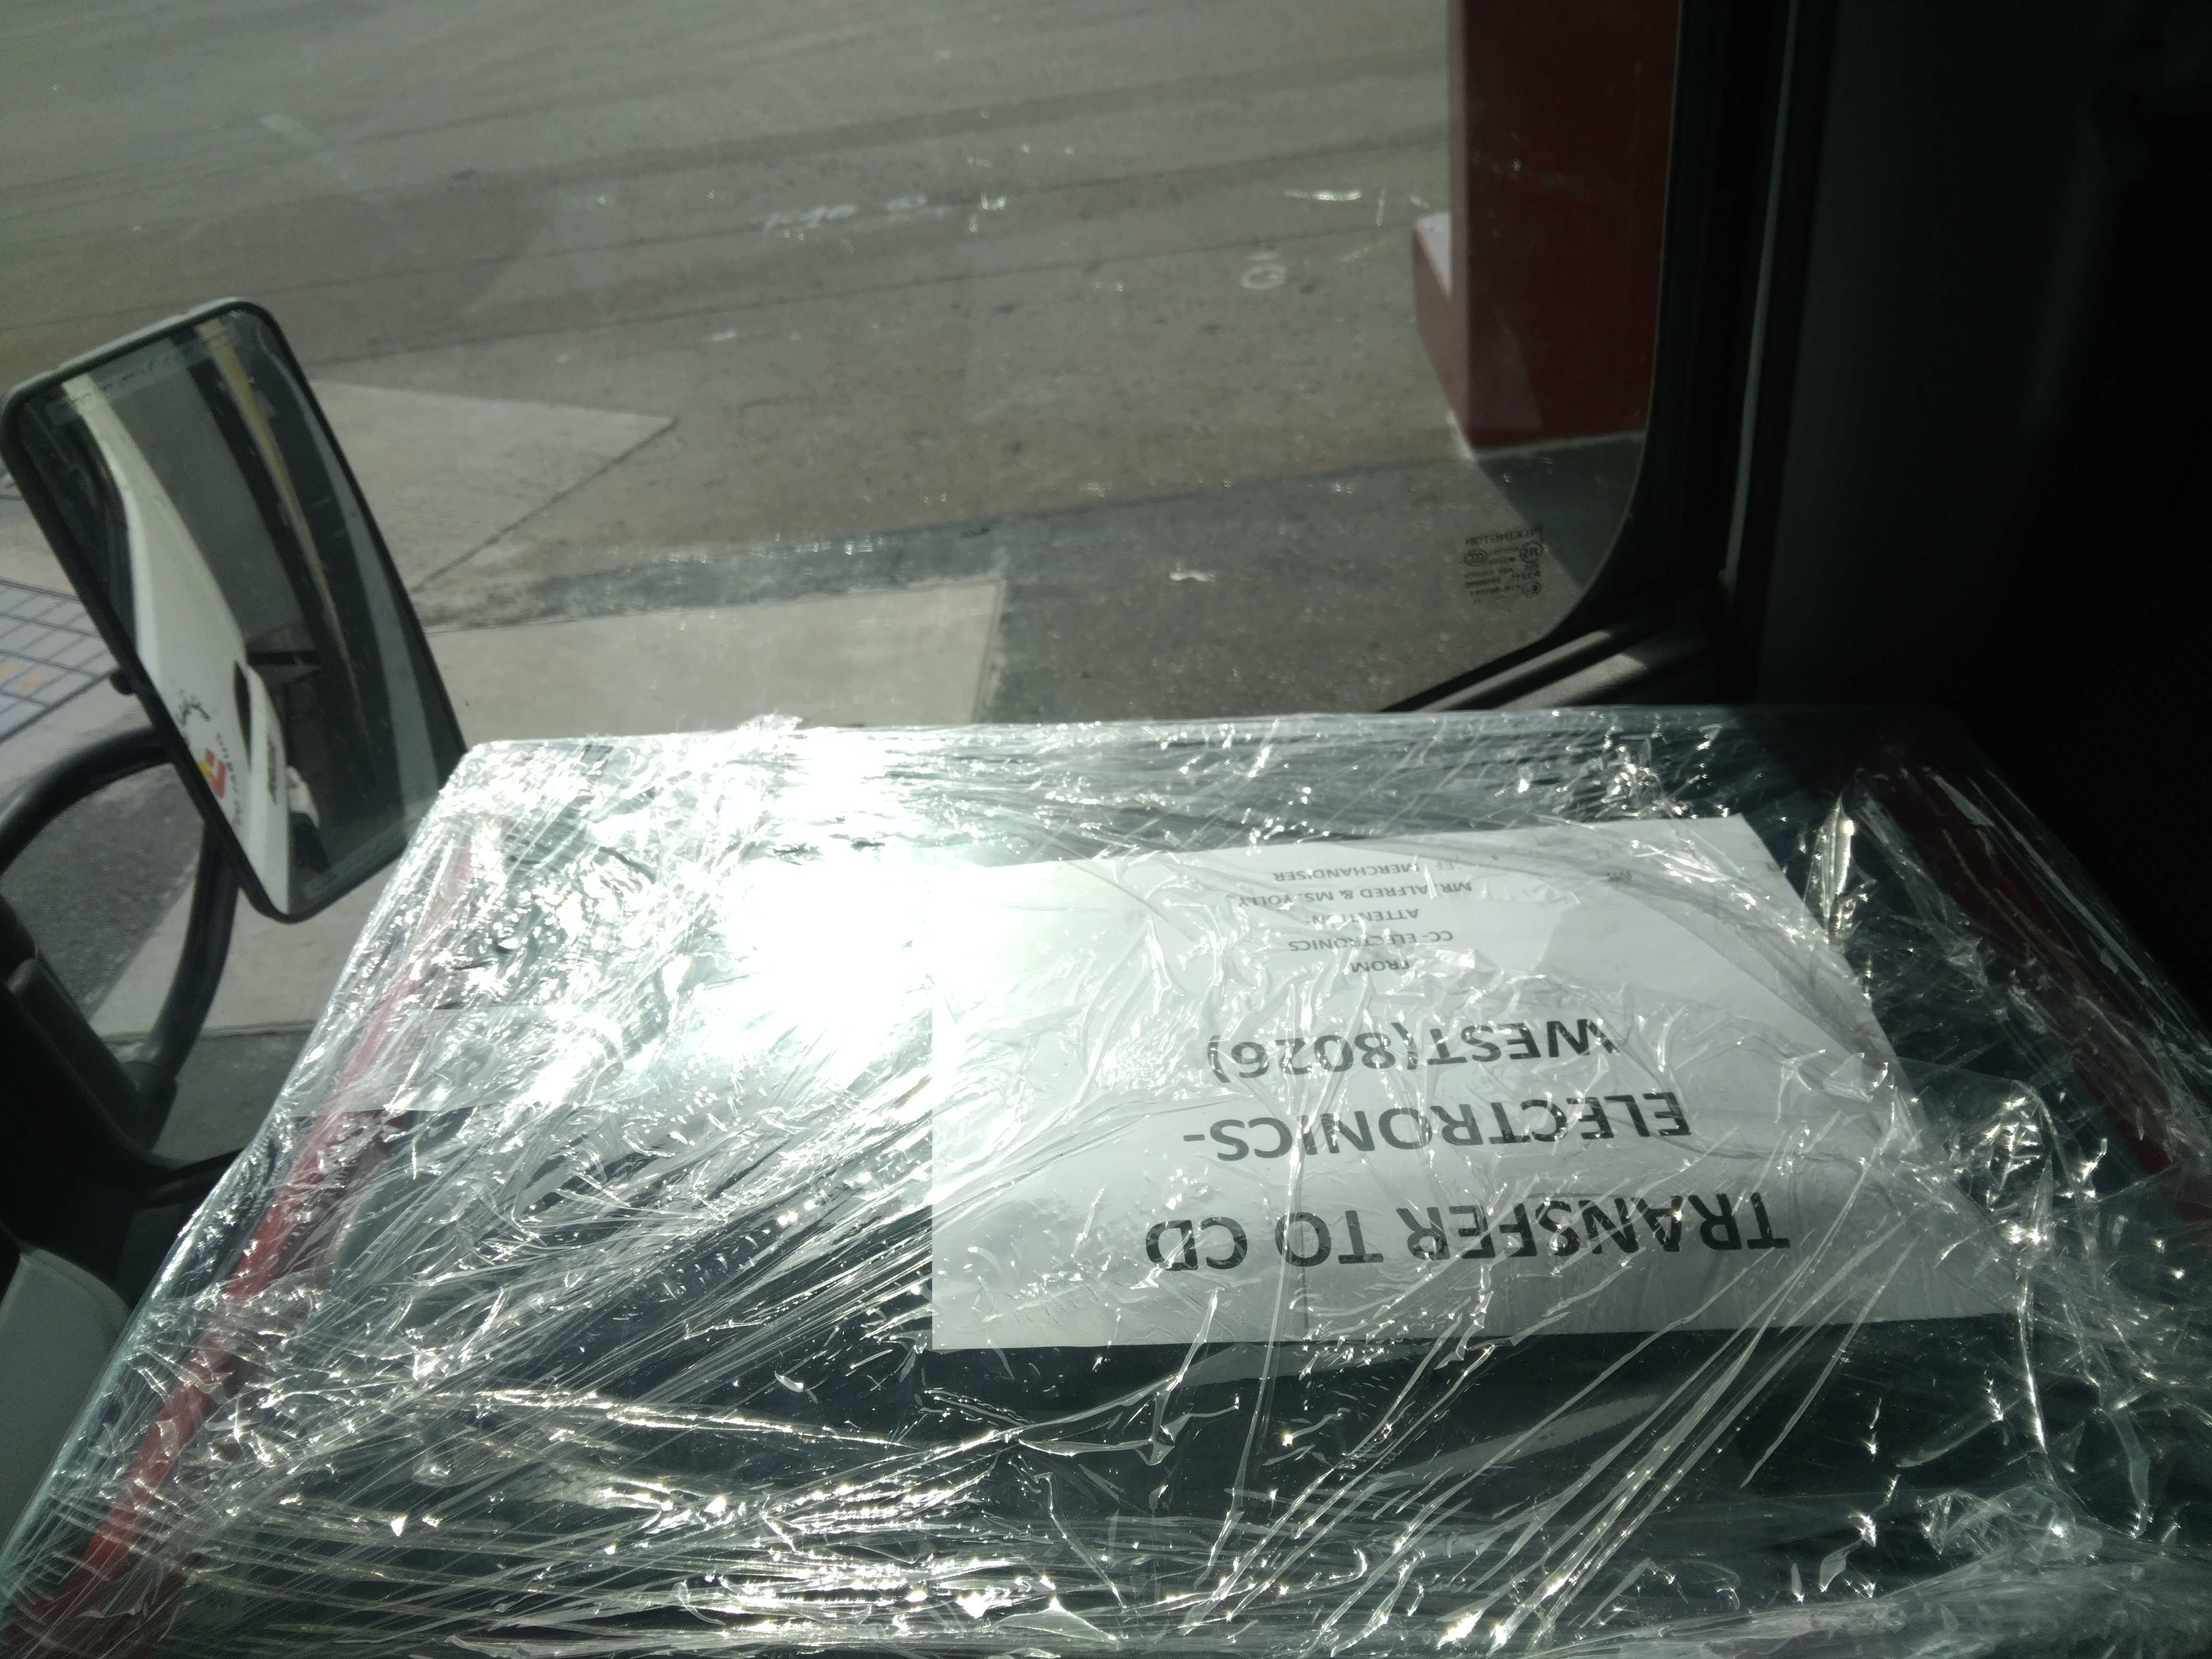 TRANSFER TO CD
ELECTRONICS-
WEST(8026)
FROM
CC- ELECTRONICS
ATTENTION:
MR. ALFRED & MS. YOLLY
MERCHANDISER